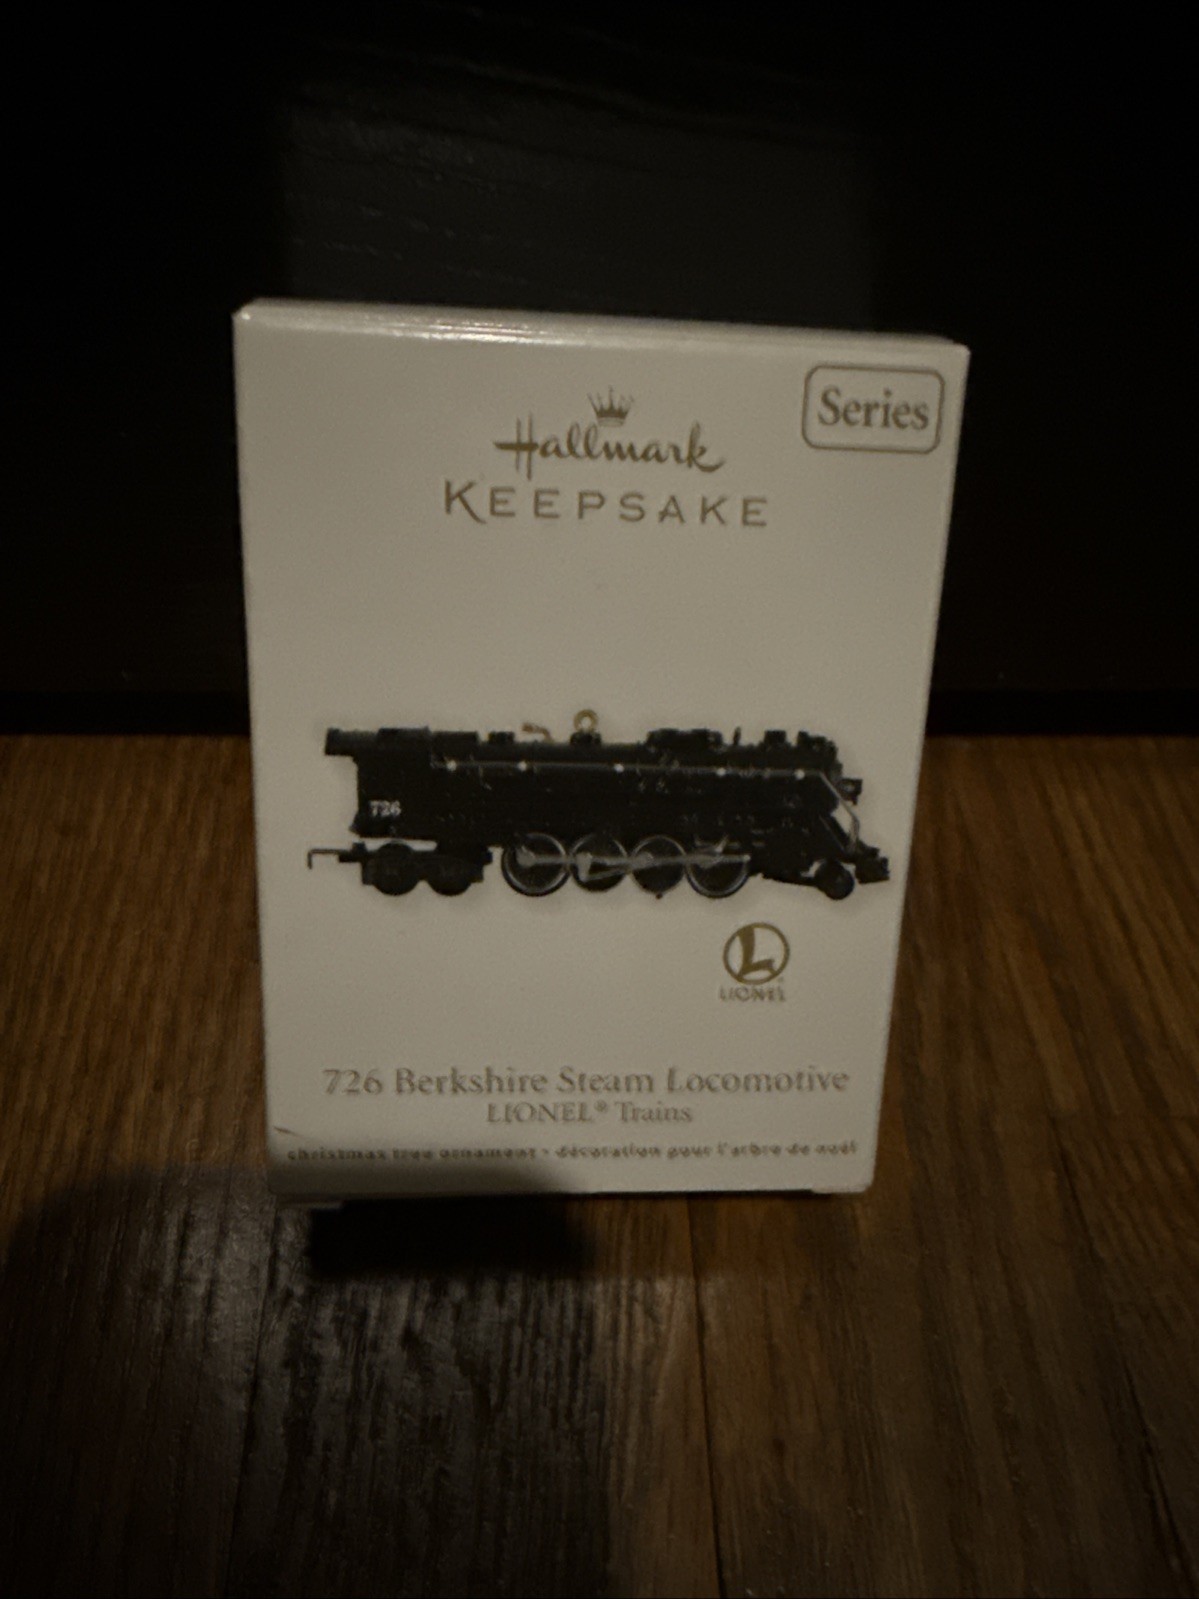 Series
Hallmark
KEEPSAKE
726
L
LIONEL
726 Berkshire Steam Locomotive
LIONEL® Trains
christmas tree ornament • décoration pour l'arbre de noël